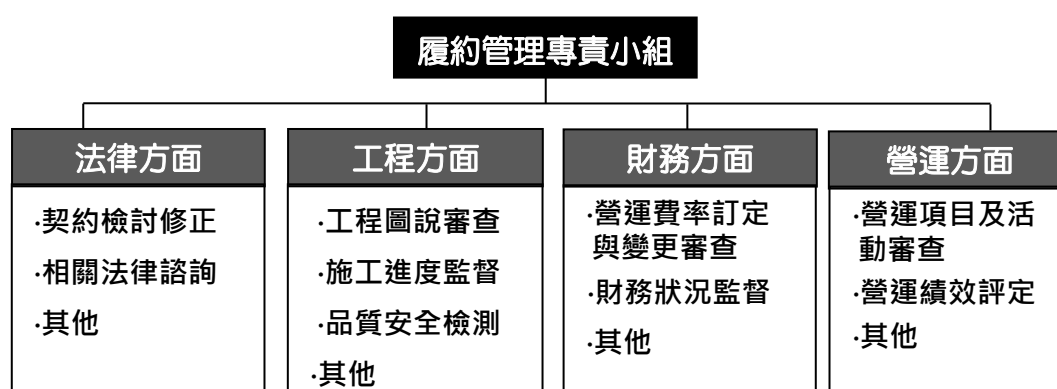 履約管理專責小組
法律方面
·契約檢討修正
·相關法律諮詢
·其他
工程方面
·工程圖說審查
·施工進度監督
·品質安全檢測
·其他
財務方面
·營運費率訂定
與變更審查
·財務狀況監督
·其他
營運方面
·營運項目及活
動審查
·營運績效評定
·其他